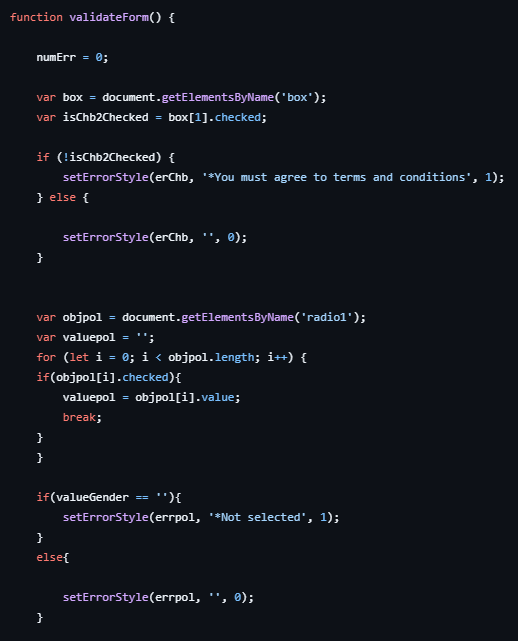 function validateForm() {
numErr = 0;
var box = document.getElementsByName('box');
var isChb2Checked = box[1].checked;
if (!isChb2Checked) {
setErrorStyle(erChb, '*You must agree to terms and conditions', 1);
} else {
setErrorStyle(erChb, '', 0);
}
var objpol = document.getElementsByName('radio1');
var valuepol = '';
for (let i = 0; i < objpol.length; i++) {
if(objpol[i].checked){
valuepol = objpol[i].value;
break;
}
}
if(valueGender == ''){
setErrorStyle(errpol, '*Not selected', 1);
}
else{
setErrorStyle(errpol, '', 0);
}